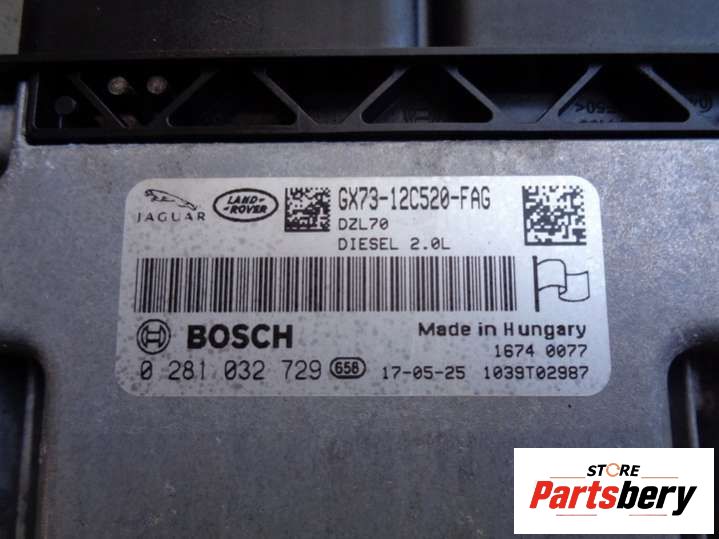 JAGUAR
LAND-
ROVER
GX73-12C520-FAG
DZL70
DIESEL 2.0L
BOSCH
Made in Hungary
1674 0077
0 281 032 729 658 17-05-25 1039T02987
STORE
Partsbery